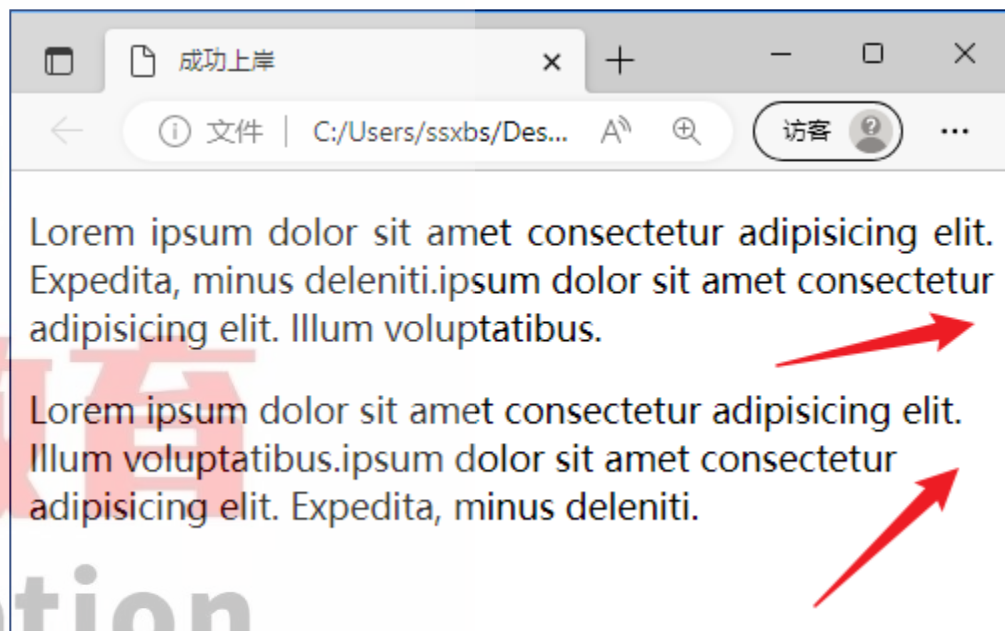 成功上岸
文件 C:/Users/ssxbs/Des... 访客
Lorem ipsum dolor sit amet consectetur adipisicing elit.
Expedita, minus deleniti.ipsum dolor sit amet consectetur
adipisicing elit. Illum voluptatibus.
Lorem ipsum dolor sit amet consectetur adipisicing elit.
Illum voluptatibus.ipsum dolor sit amet consectetur
adipisicing elit. Expedita, minus deleniti.
育
tion